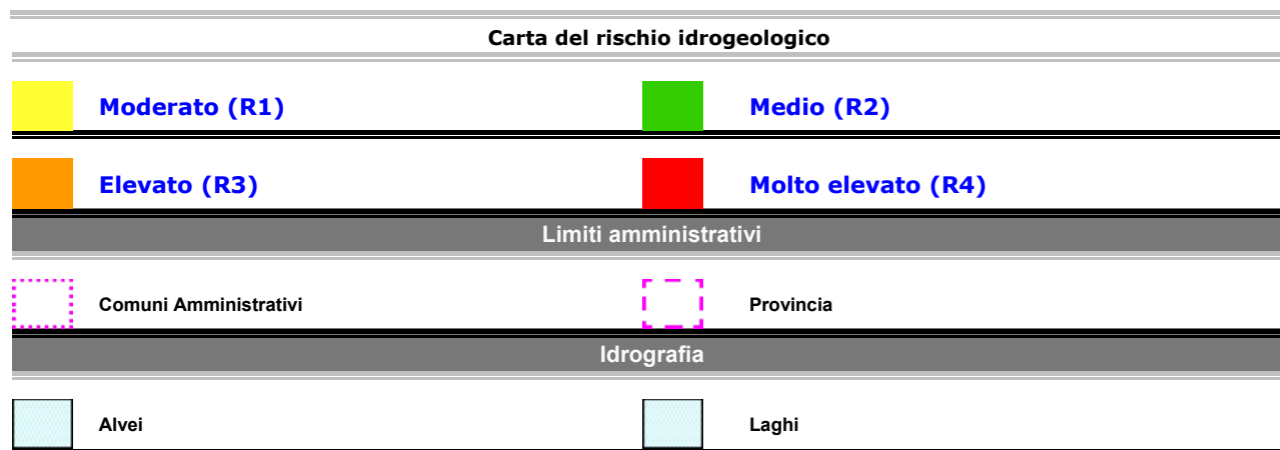 Carta del rischio idrogeologico
Moderato (R1)
Medio (R2)
Elevato (R3)
Molto elevato (R4)
Limiti amministrativi
Comuni Amministrativi
Provincia
Idrografia
Alvei
Laghi